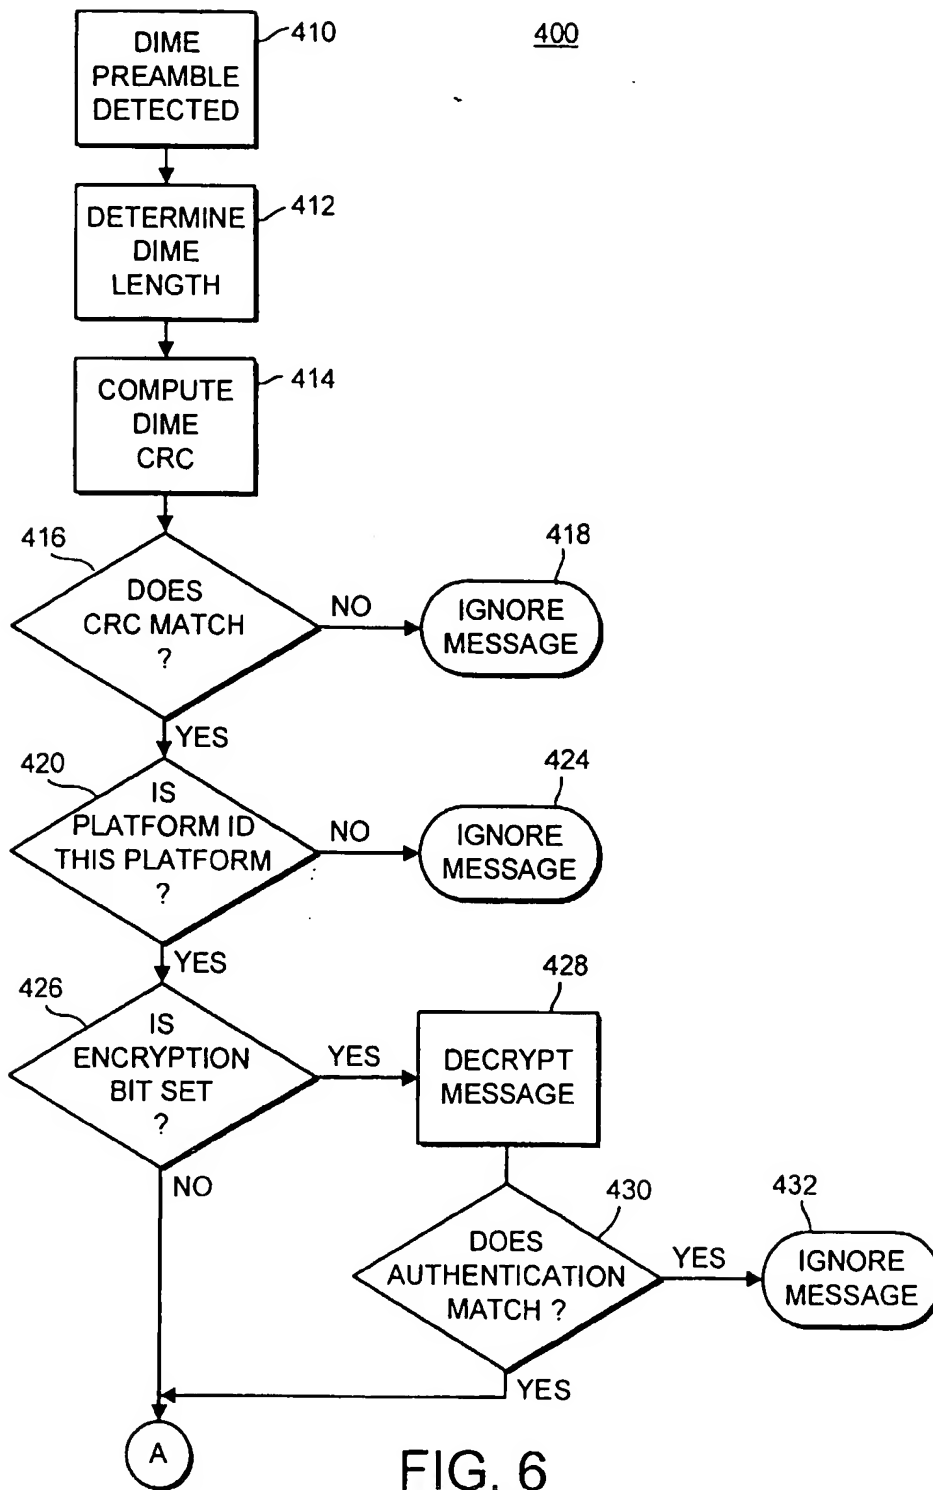 400
DIME
PREAMBLE
DETECTED
410
DETERMINE
DIME
LENGTH
412
COMPUTE
DIME
CRC
414
416
DOES
CRC MATCH
?
NO
418
IGNORE
MESSAGE
YES
420
IS
PLATFORM ID
THIS PLATFORM
?
NO
424
IGNORE
MESSAGE
YES
426
IS
ENCRYPTION
BIT SET
?
YES
428
DECRYPT
MESSAGE
NO
430
DOES
AUTHENTICATION
MATCH ?
YES
432
IGNORE
MESSAGE
YES
A
FIG. 6